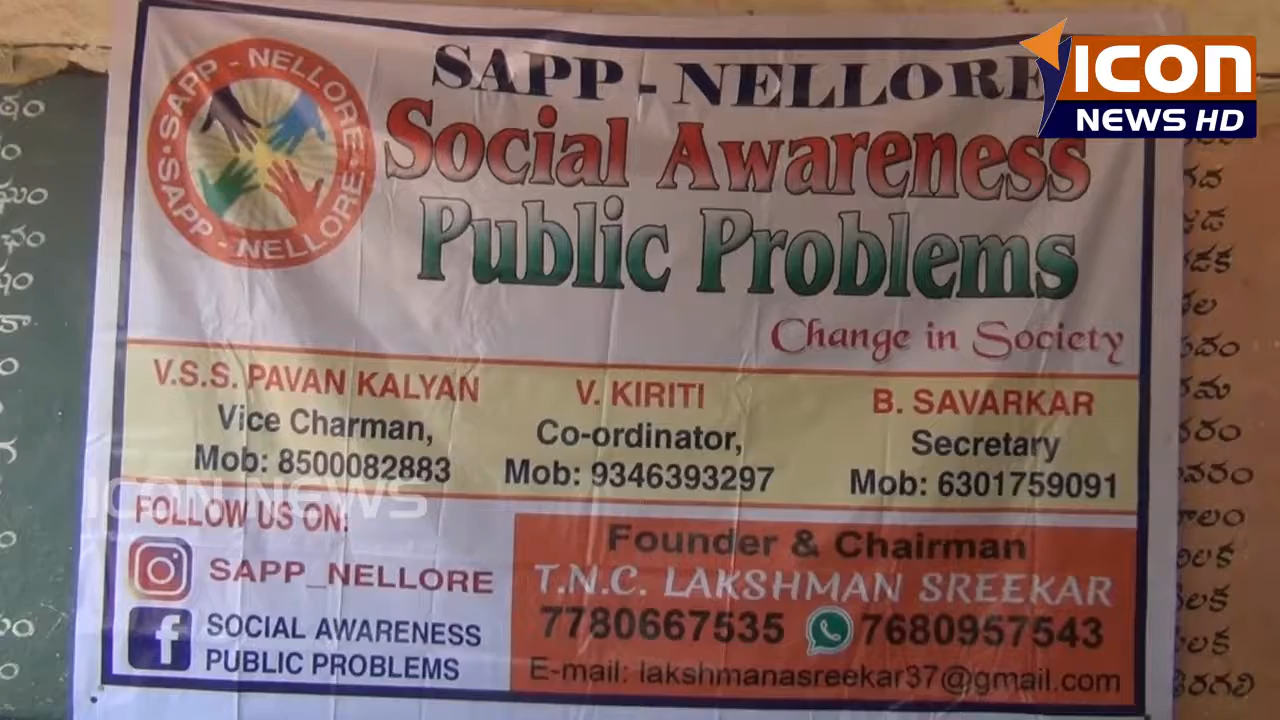 SAPP - NELLORE
SAPP - NELLORE
SAPP - NELLORE
Social Awareness
Public Problems
Change in Society
ICON
NEWS HD
V.S.S. PAVAN KALYAN
Vice Charman,
Mob: 8500082883
V. KIRITI
Co-ordinator,
Mob: 9346393297
B. SAVARKAR
Secretary
Mob: 6301759091
ICON NEWS
FOLLOW US ON:
SAPP_NELLORE
SOCIAL AWARENESS
PUBLIC PROBLEMS
Founder & Chairman
T.N.C. LAKSHMAN SREEKAR
7780667535 7680957543
E-mail: lakshmanasreekar37@gmail.com